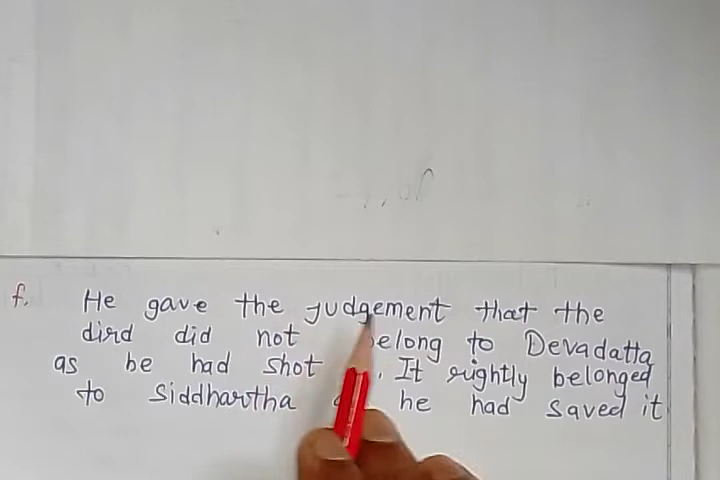 f. He gave the judgement that the
dird did not belong to Devadatta
as be had shot . It rightly belonged
to Siddhartha he had saved it